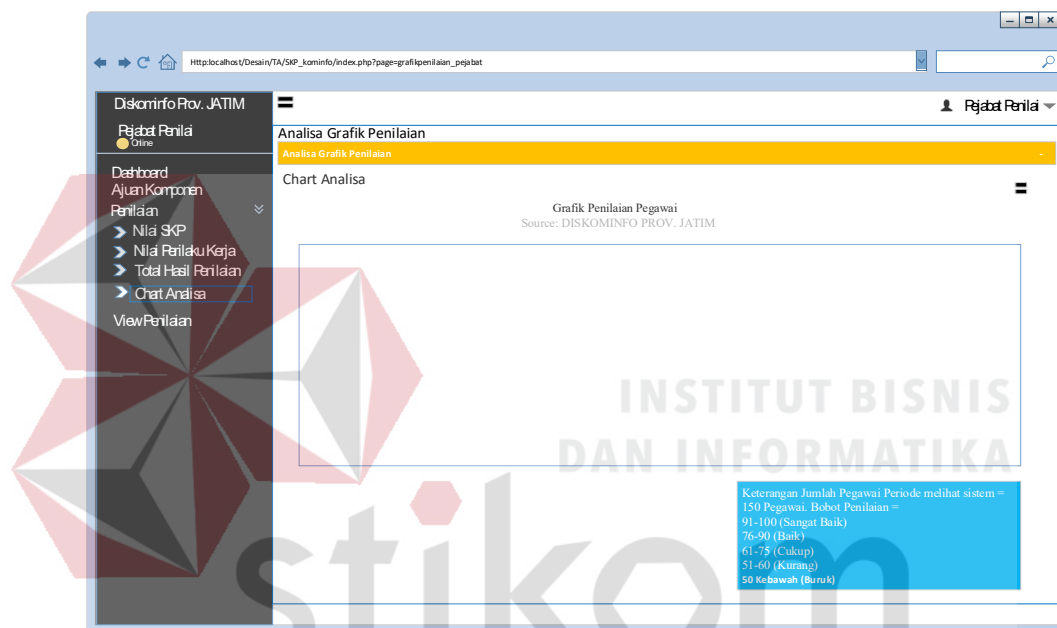 Http:localhost/Desain/TA/SKP_kominfo/index.php?page=grafikpenilaian_pejabat
Diskominfo Prov. JATIM
Pejabat Penilai
Pejabat Penilai
Online
Dashboard
Ajuan Komponen
Penilaian
Nilai SKP
Nilai Perilaku Kerja
Total Hasil Penilaian
Chart Analisa
View Penilaian
Analisa Grafik Penilaian
Analisa Grafik Penilaian -
Chart Analisa
Grafik Penilaian Pegawai
Source: DISKOMINFO PROV. JATIM
INSTITUT BISNIS
DAN INFORMATIKA
Keterangan Jumlah Pegawai Periode melihat sistem =
150 Pegawai. Bobot Penilaian =
91-100 (Sangat Baik)
76-90 (Baik)
61-75 (Cukup)
51-60 (Kurang)
50 Kebawah (Buruk)
stikom